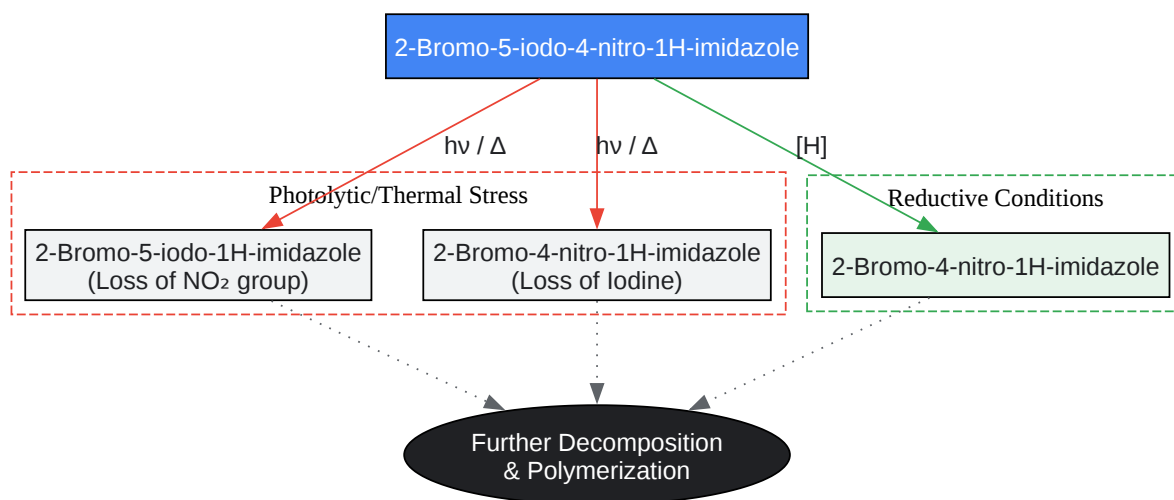 2-Bromo-5-iodo-4-nitro-1H-imidazole
hν / Δ
hν / Δ
[H]
Photolytic/Thermal Stress
Reductive Conditions
2-Bromo-5-iodo-1H-imidazole
(Loss of NO₂ group)
2-Bromo-4-nitro-1H-imidazole
(Loss of Iodine)
2-Bromo-4-nitro-1H-imidazole
Further Decomposition
& Polymerization